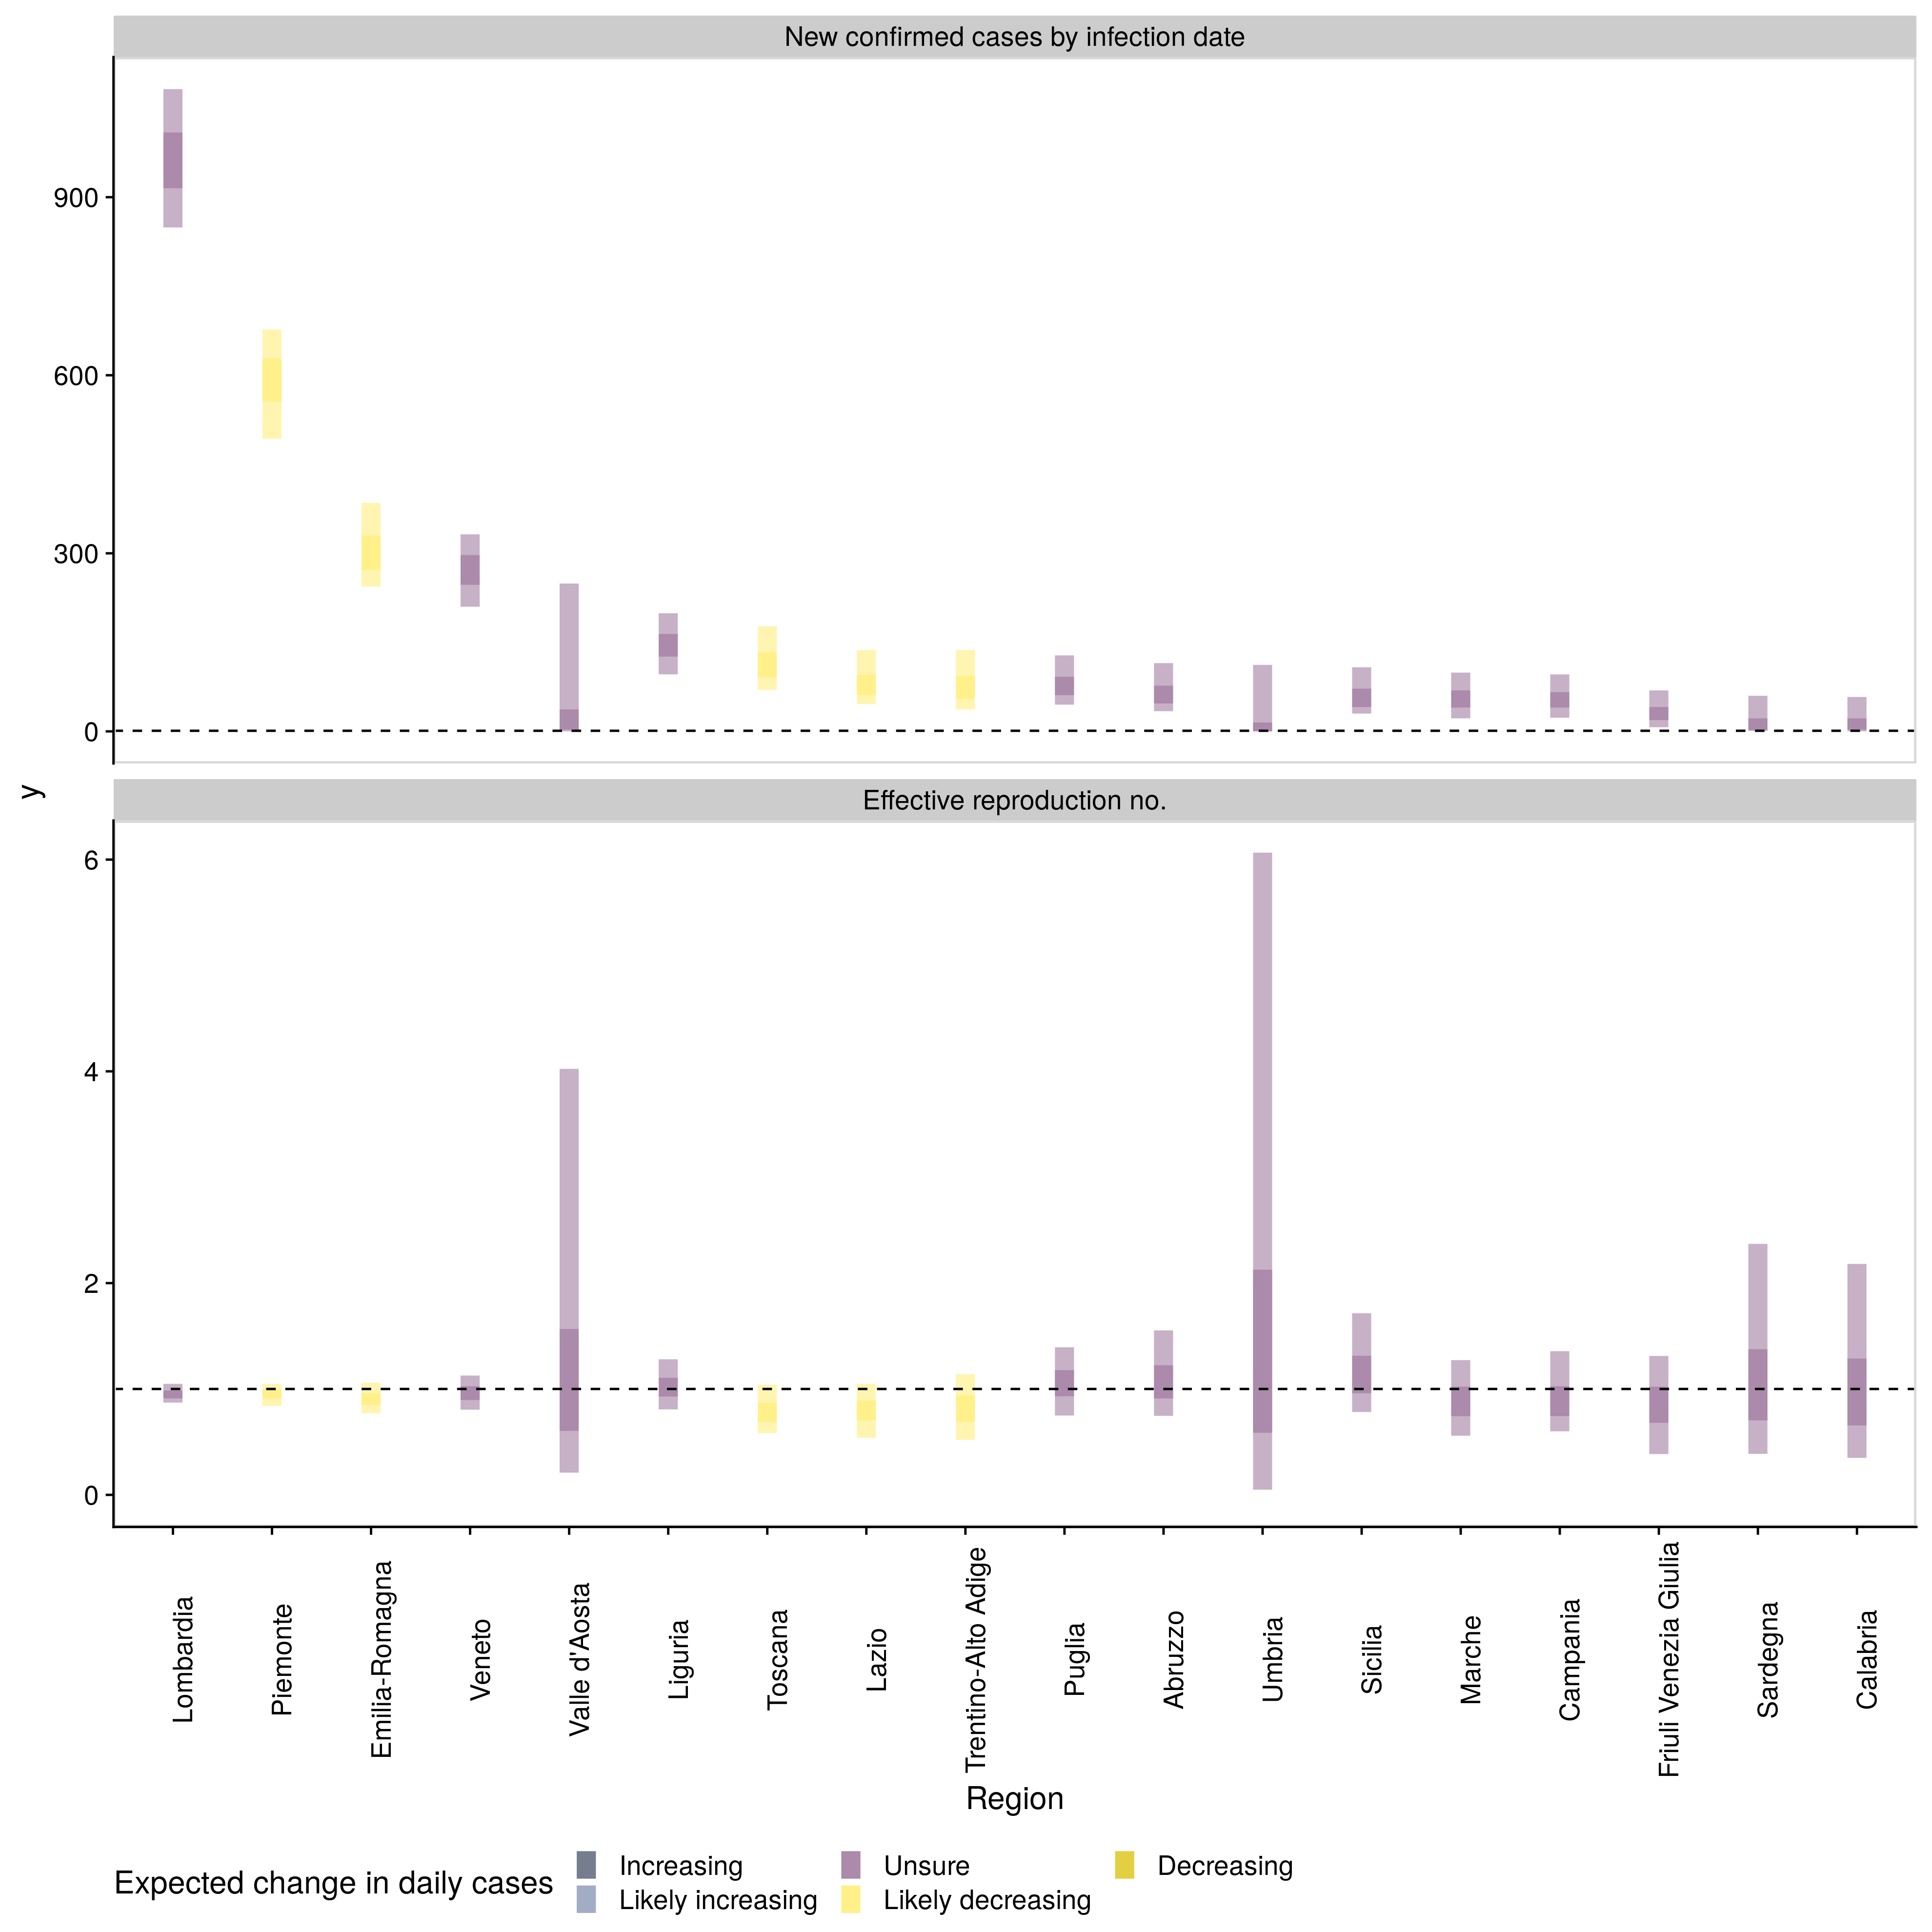 New confirmed cases by infection date
900
600
300
0
y
Effective reproduction no.
6
4
2
0
Lombardia
Piemonte
Emilia-Romagna
Veneto
Valle d'Aosta
Liguria
Toscana
Lazio
Trentino-Alto Adige
Puglia
Abruzzo
Umbria
Sicilia
Marche
Campania
Friuli Venezia Giulia
Sardegna
Calabria
Region
Expected change in daily cases
Increasing
Unsure
Decreasing
Likely increasing
Likely decreasing